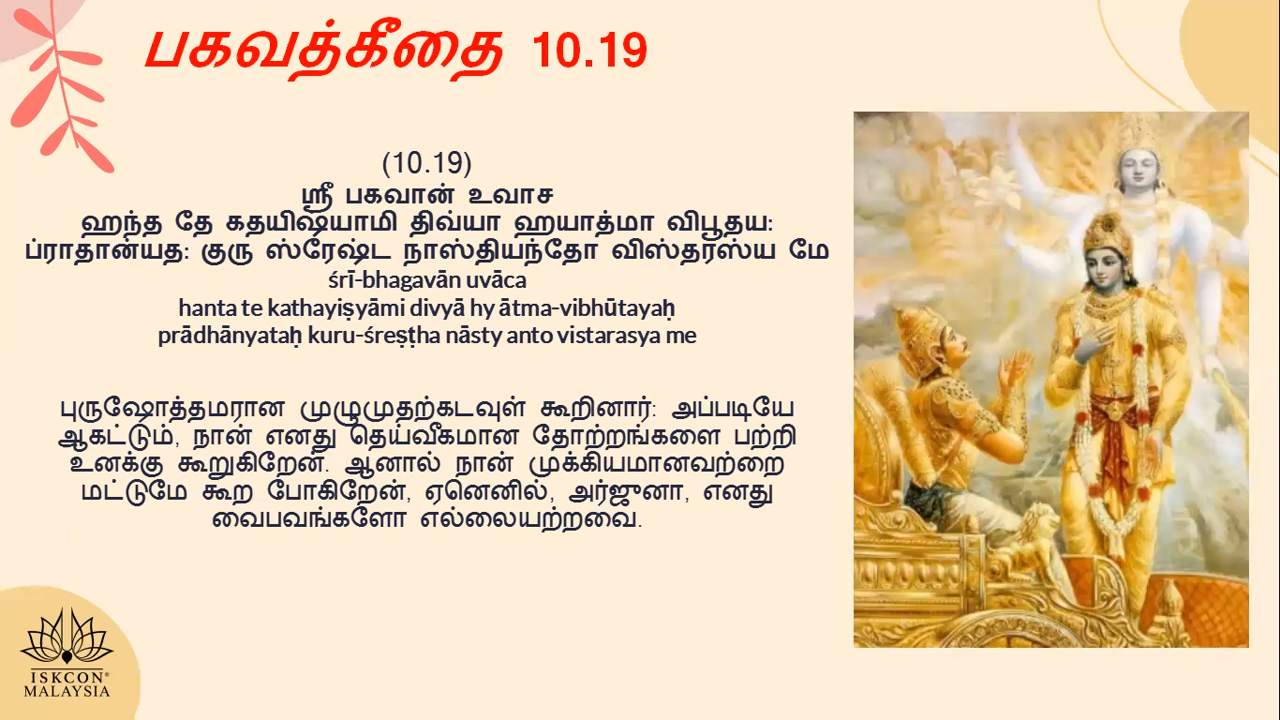 பகவத்கீதை 10.19
(10.19)
ஸ்ரீ பகவான் உவாச
ஹந்த தே கதயிஷ்யாமி திவ்யா ஹயாத்மா விபூதய:
ப்ராதான்யத: குரு ஸ்ரேஷ்ட நாஸ்தியந்தோ விஸ்தரஸ்ய மே
śrī-bhagavān uvāca
hanta te kathayiṣyāmi divyā hy ātma-vibhūtayaḥ
prādhānyataḥ kuru-śreṣṭha nāsty anto vistarasya me
புருஷோத்தமரான முழுமுதற்கடவுள் கூறினார்: அப்படியே
ஆகட்டும், நான் எனது தெய்வீகமான தோற்றங்களை பற்றி
உனக்கு கூறுகிறேன். ஆனால் நான் முக்கியமானவற்றை
மட்டுமே கூற போகிறேன், ஏனெனில், அர்ஜுனா, எனது
வைபவங்களோ எல்லையற்றவை.
ISKCON®
MALAYSIA